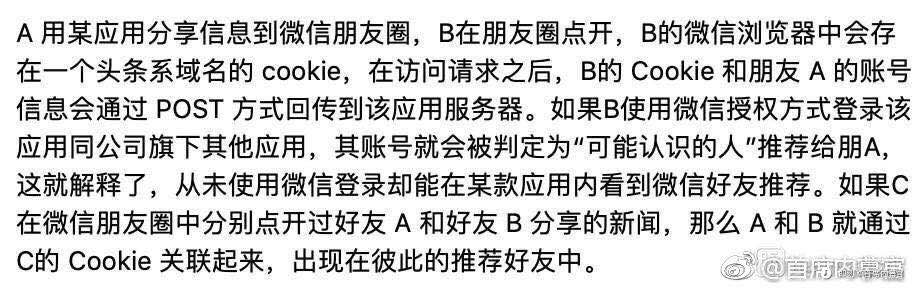 A 用某应用分享信息到微信朋友圈，B在朋友圈点开，B的微信浏览器中会存
在一个头条系域名的 cookie，在访问请求之后，B的 Cookie 和朋友 A 的账号
信息会通过 POST 方式回传到该应用服务器。如果B使用微信授权方式登录该
应用同公司旗下其他应用，其账号就会被判定为“可能认识的人”推荐给朋A，
这就解释了，从未使用微信登录却能在某款应用内看到微信好友推荐。如果C
在微信朋友圈中分别点开过好友 A 和好友 B 分享的新闻，那么 A 和 B 就通过
C的 Cookie 关联起来，出现在彼此的推荐好友中。
@首席内掌官